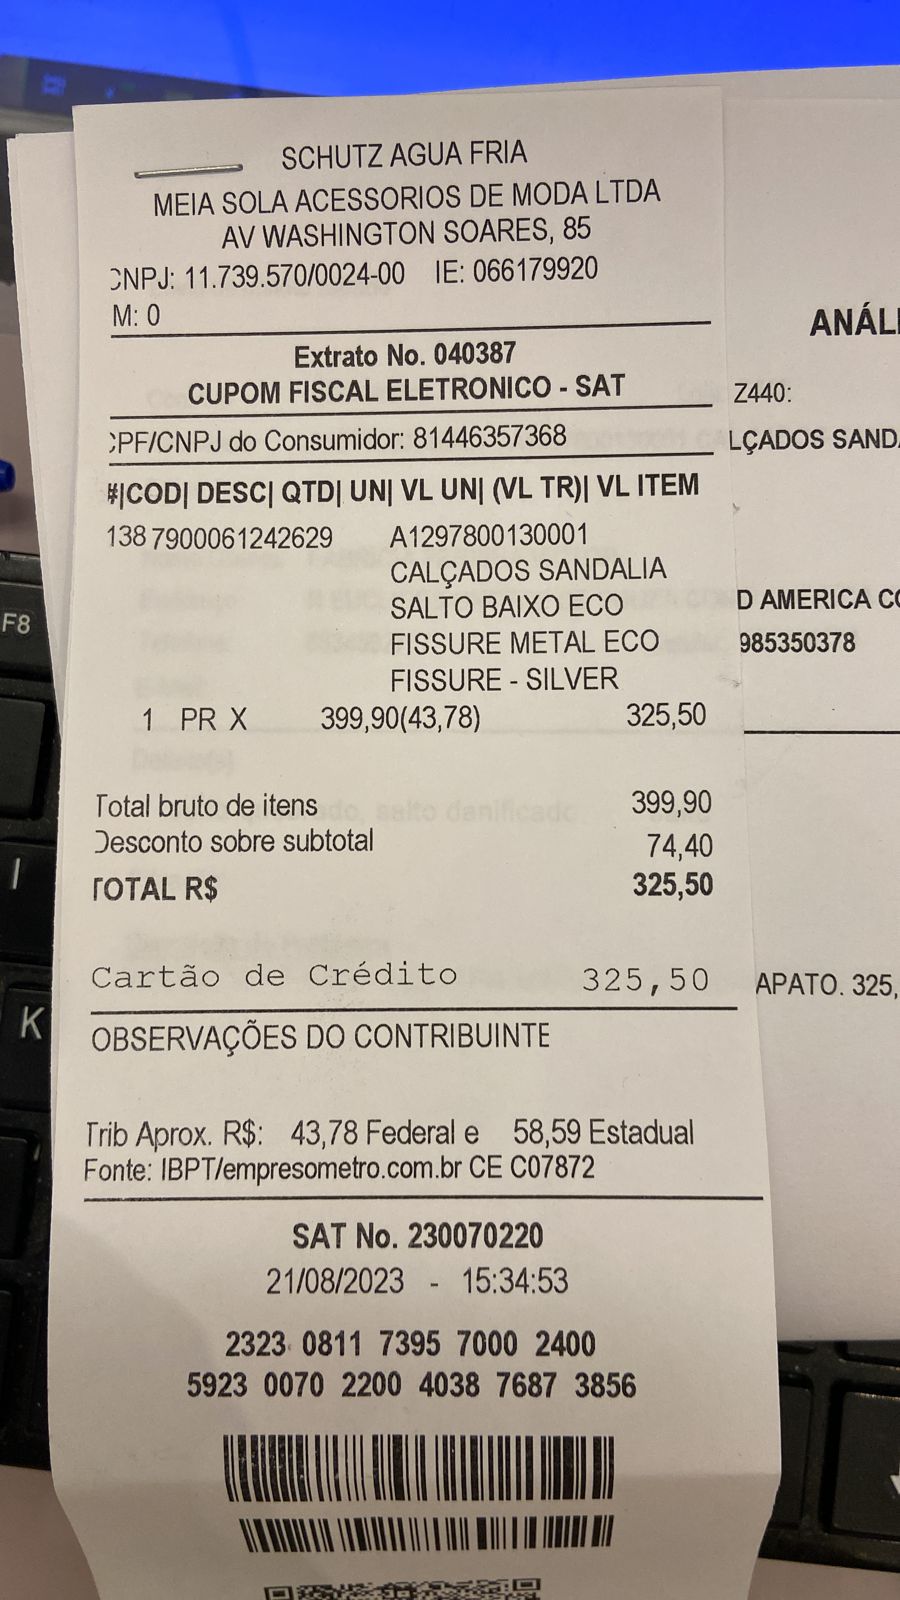 SCHUTZ AGUA FRIA
MEIA SOLA ACESSORIOS DE MODA LTDA
AV WASHINGTON SOARES, 85
CNPJ: 11.739.570/0024-00 IE: 066179920
M: 0
Extrato No. 040387
CUPOM FISCAL ELETRONICO - SAT
CPF/CNPJ do Consumidor: 81446357368
#|COD| DESC| QTD| UN| VL UN| (VL TR)| VL ITEM
138 7900061242629 A1297800130001
CALÇADOS SANDALIA
SALTO BAIXO ECO
FISSURE METAL ECO
FISSURE - SILVER
1 PR X 399,90(43,78) 325,50
Total bruto de itens 399,90
Desconto sobre subtotal 74,40
TOTAL R$ 325,50
Cartão de Crédito 325,50
OBSERVAÇÕES DO CONTRIBUINTE
Trib Aprox. R$: 43,78 Federal e 58,59 Estadual
Fonte: IBPT/empresometro.com.br CE C07872
SAT No. 230070220
21/08/2023 - 15:34:53
2323 0811 7395 7000 2400
5923 0070 2200 4038 7687 3856
ANÁLI
Z440:
LÇADOS SANDA
D AMERICA CO
985350378
APATO. 325,
F8
I
K